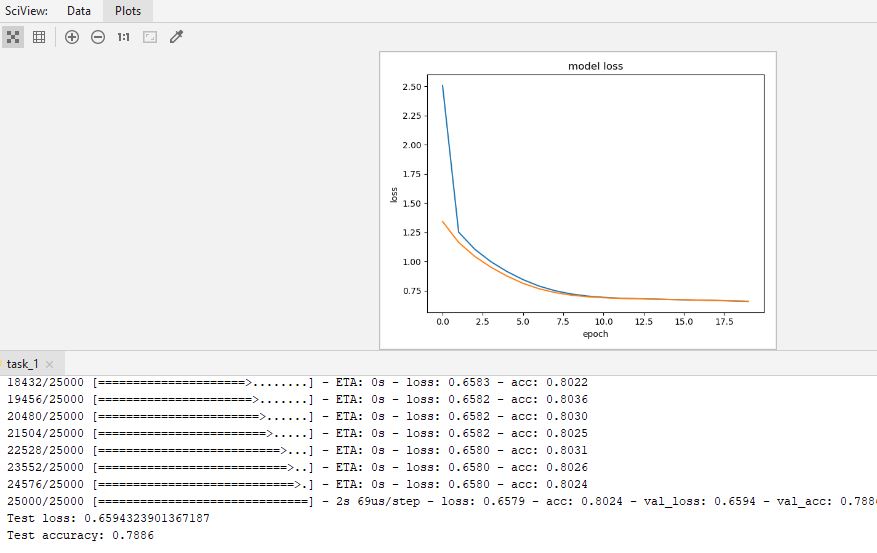 SciView: Data Plots
1:1
model loss
2.50
2.25
2.00
1.75
1.50
1.25
1.00
0.75
loss
0.0 2.5 5.0 7.5 10.0 12.5 15.0 17.5
epoch
task_1
18432/25000 [=====================>........] - ETA: 0s - loss: 0.6583 - acc: 0.8022
19456/25000 [======================>.......] - ETA: 0s - loss: 0.6582 - acc: 0.8036
20480/25000 [=======================>......] - ETA: 0s - loss: 0.6582 - acc: 0.8030
21504/25000 [========================>.....] - ETA: 0s - loss: 0.6582 - acc: 0.8025
22528/25000 [==========================>...] - ETA: 0s - loss: 0.6580 - acc: 0.8031
23552/25000 [===========================>..] - ETA: 0s - loss: 0.6580 - acc: 0.8026
24576/25000 [============================>.] - ETA: 0s - loss: 0.6580 - acc: 0.8024
25000/25000 [==============================] - 2s 69us/step - loss: 0.6579 - acc: 0.8024 - val_loss: 0.6594 - val_acc: 0.788
Test loss: 0.6594323901367187
Test accuracy: 0.7886